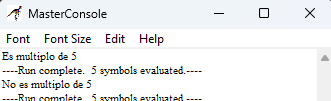 MasterConsole
Font Font Size Edit Help
Es multiplo de 5
----Run complete. 5 symbols evaluated.----
No es multiplo de 5
----Run complete. 5 symbols evaluated.----